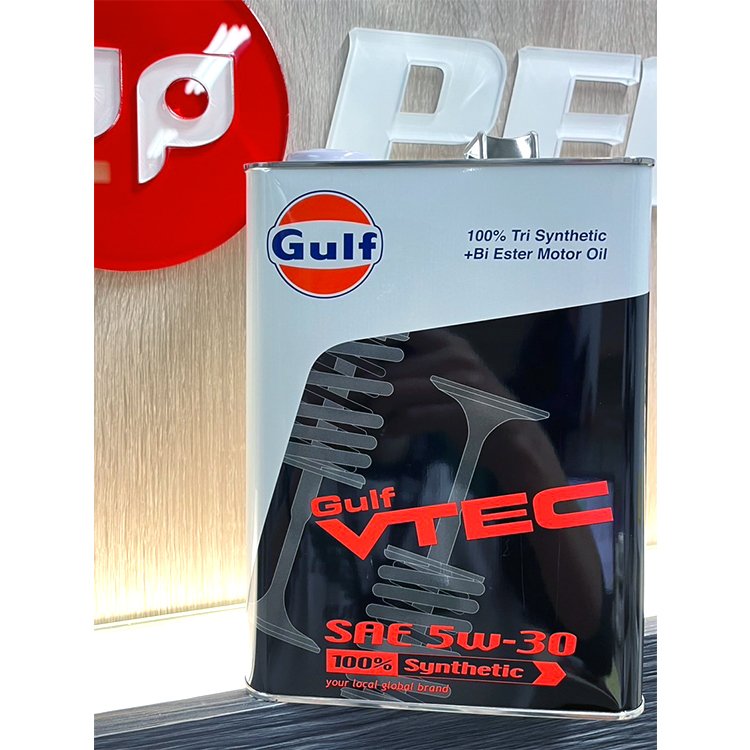 Gulf
100% Tri Synthetic
+Bi Ester Motor Oil
Gulf
VTEC
SAE 5W-30
100% Synthetic
your local global brand